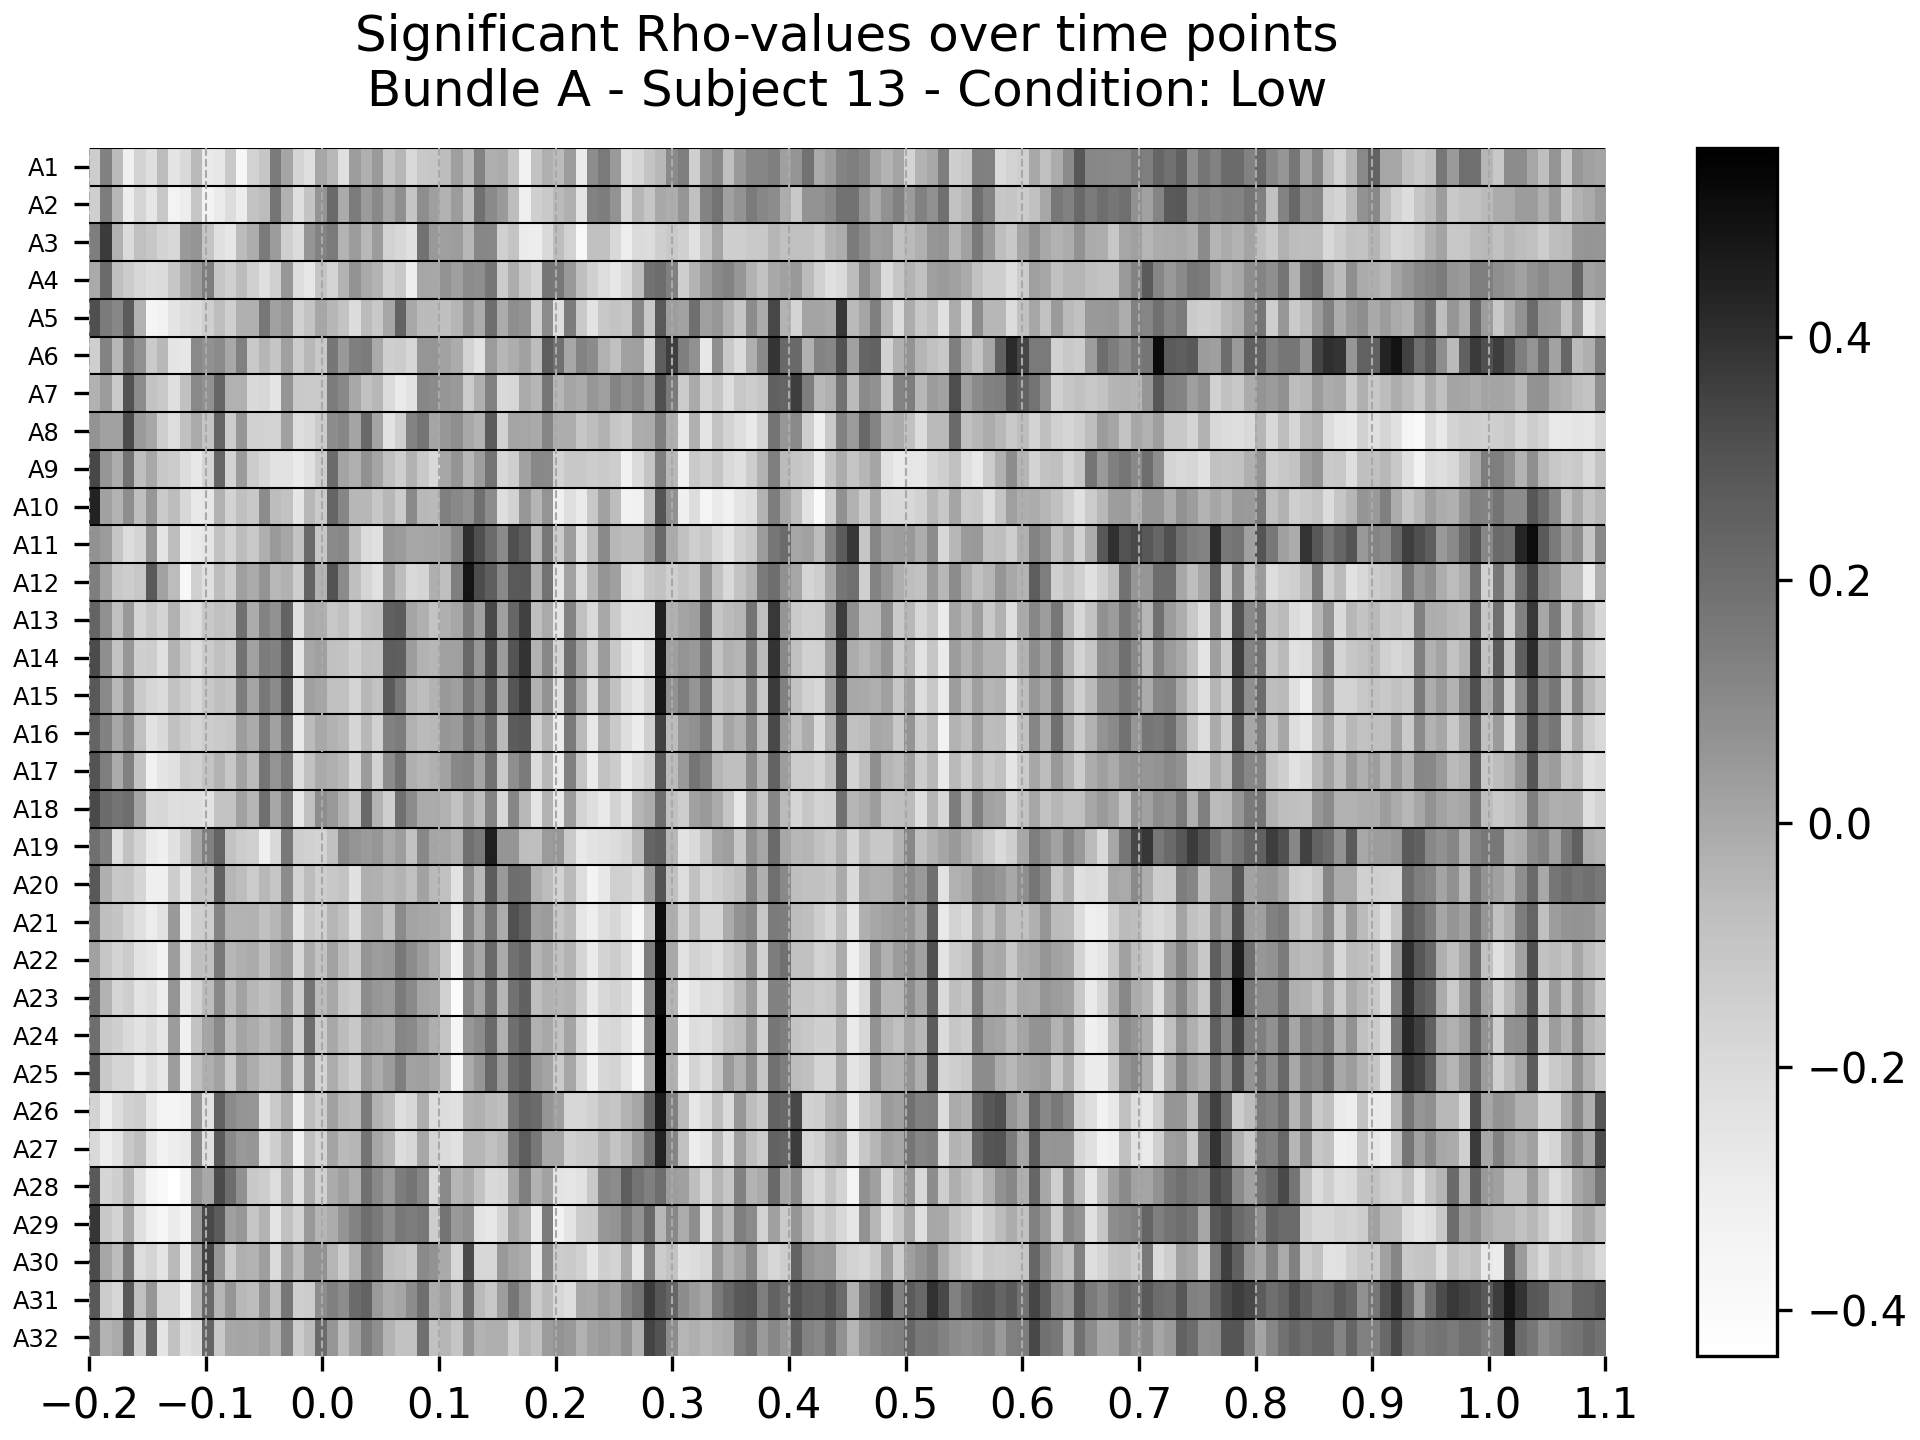 Significant Rho-values over time points
Bundle A - Subject 13 - Condition: Low
A1
A2
A3
A4
A5
A6
A7
A8
A9
A10
A11
A12
A13
A14
A15
A16
A17
A18
A19
A20
A21
A22
A23
A24
A25
A26
A27
A28
A29
A30
A31
A32
−0.2 −0.1 0.0 0.1 0.2 0.3 0.4 0.5 0.6 0.7 0.8 0.9 1.0 1.1
0.4
0.2
0.0
−0.2
−0.4